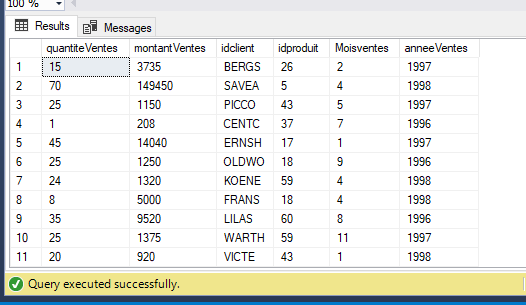 100 %
Results Messages
quantiteVentes montantVentes idclient idproduit Moisventes anneeVentes
1 15 3735 BERGS 26 2 1997
2 70 149450 SAVEA 5 4 1998
3 25 1150 PICCO 43 5 1997
4 1 208 CENTC 37 7 1996
5 45 14040 ERNSH 17 1 1997
6 25 1250 OLDWO 18 9 1996
7 24 1320 KOENE 59 4 1998
8 8 5000 FRANS 18 4 1998
9 35 9520 LILAS 60 8 1996
10 25 1375 WARTH 59 11 1997
11 20 920 VICTE 43 1 1998
Query executed successfully.